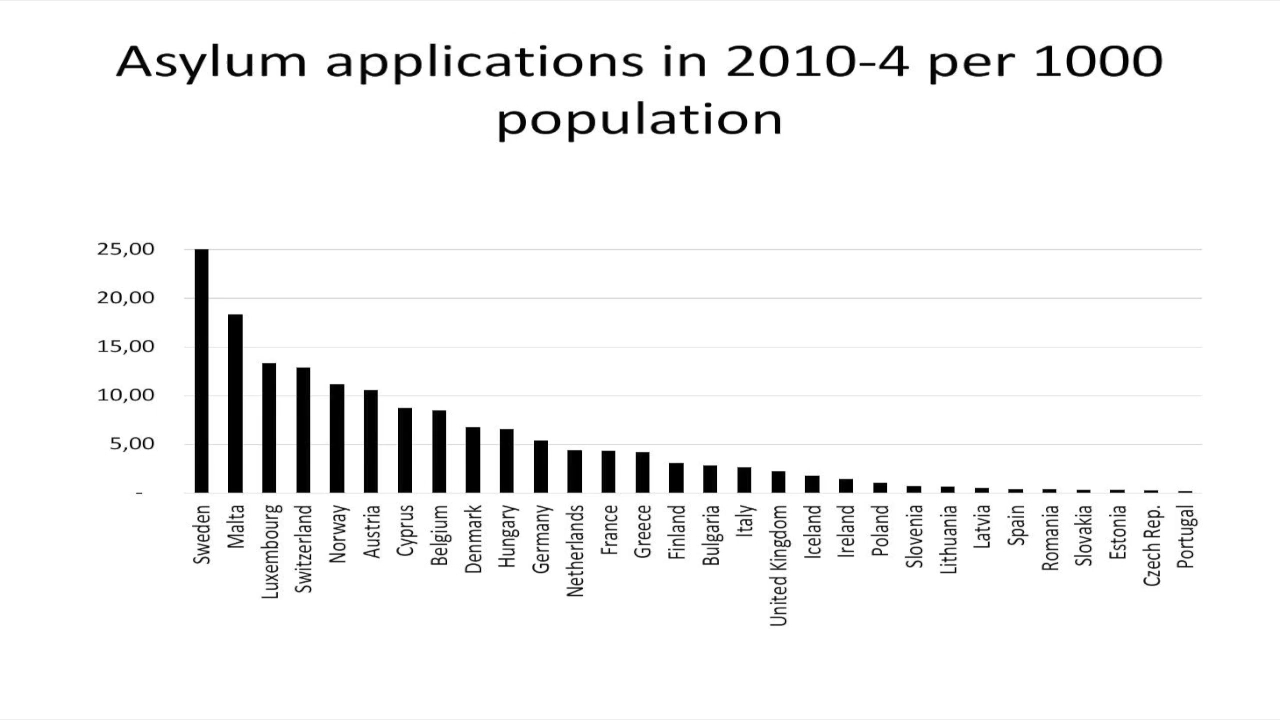 Asylum applications in 2010-4 per 1000
population
25,00
20,00
15,00
10,00
5,00
-
Sweden
Malta
Luxembourg
Switzerland
Norway
Austria
Cyprus
Belgium
Denmark
Hungary
Germany
Netherlands
France
Greece
Finland
Bulgaria
Italy
United Kingdom
Iceland
Ireland
Poland
Slovenia
Lithuania
Latvia
Spain
Romania
Slovakia
Estonia
Czech Rep.
Portugal